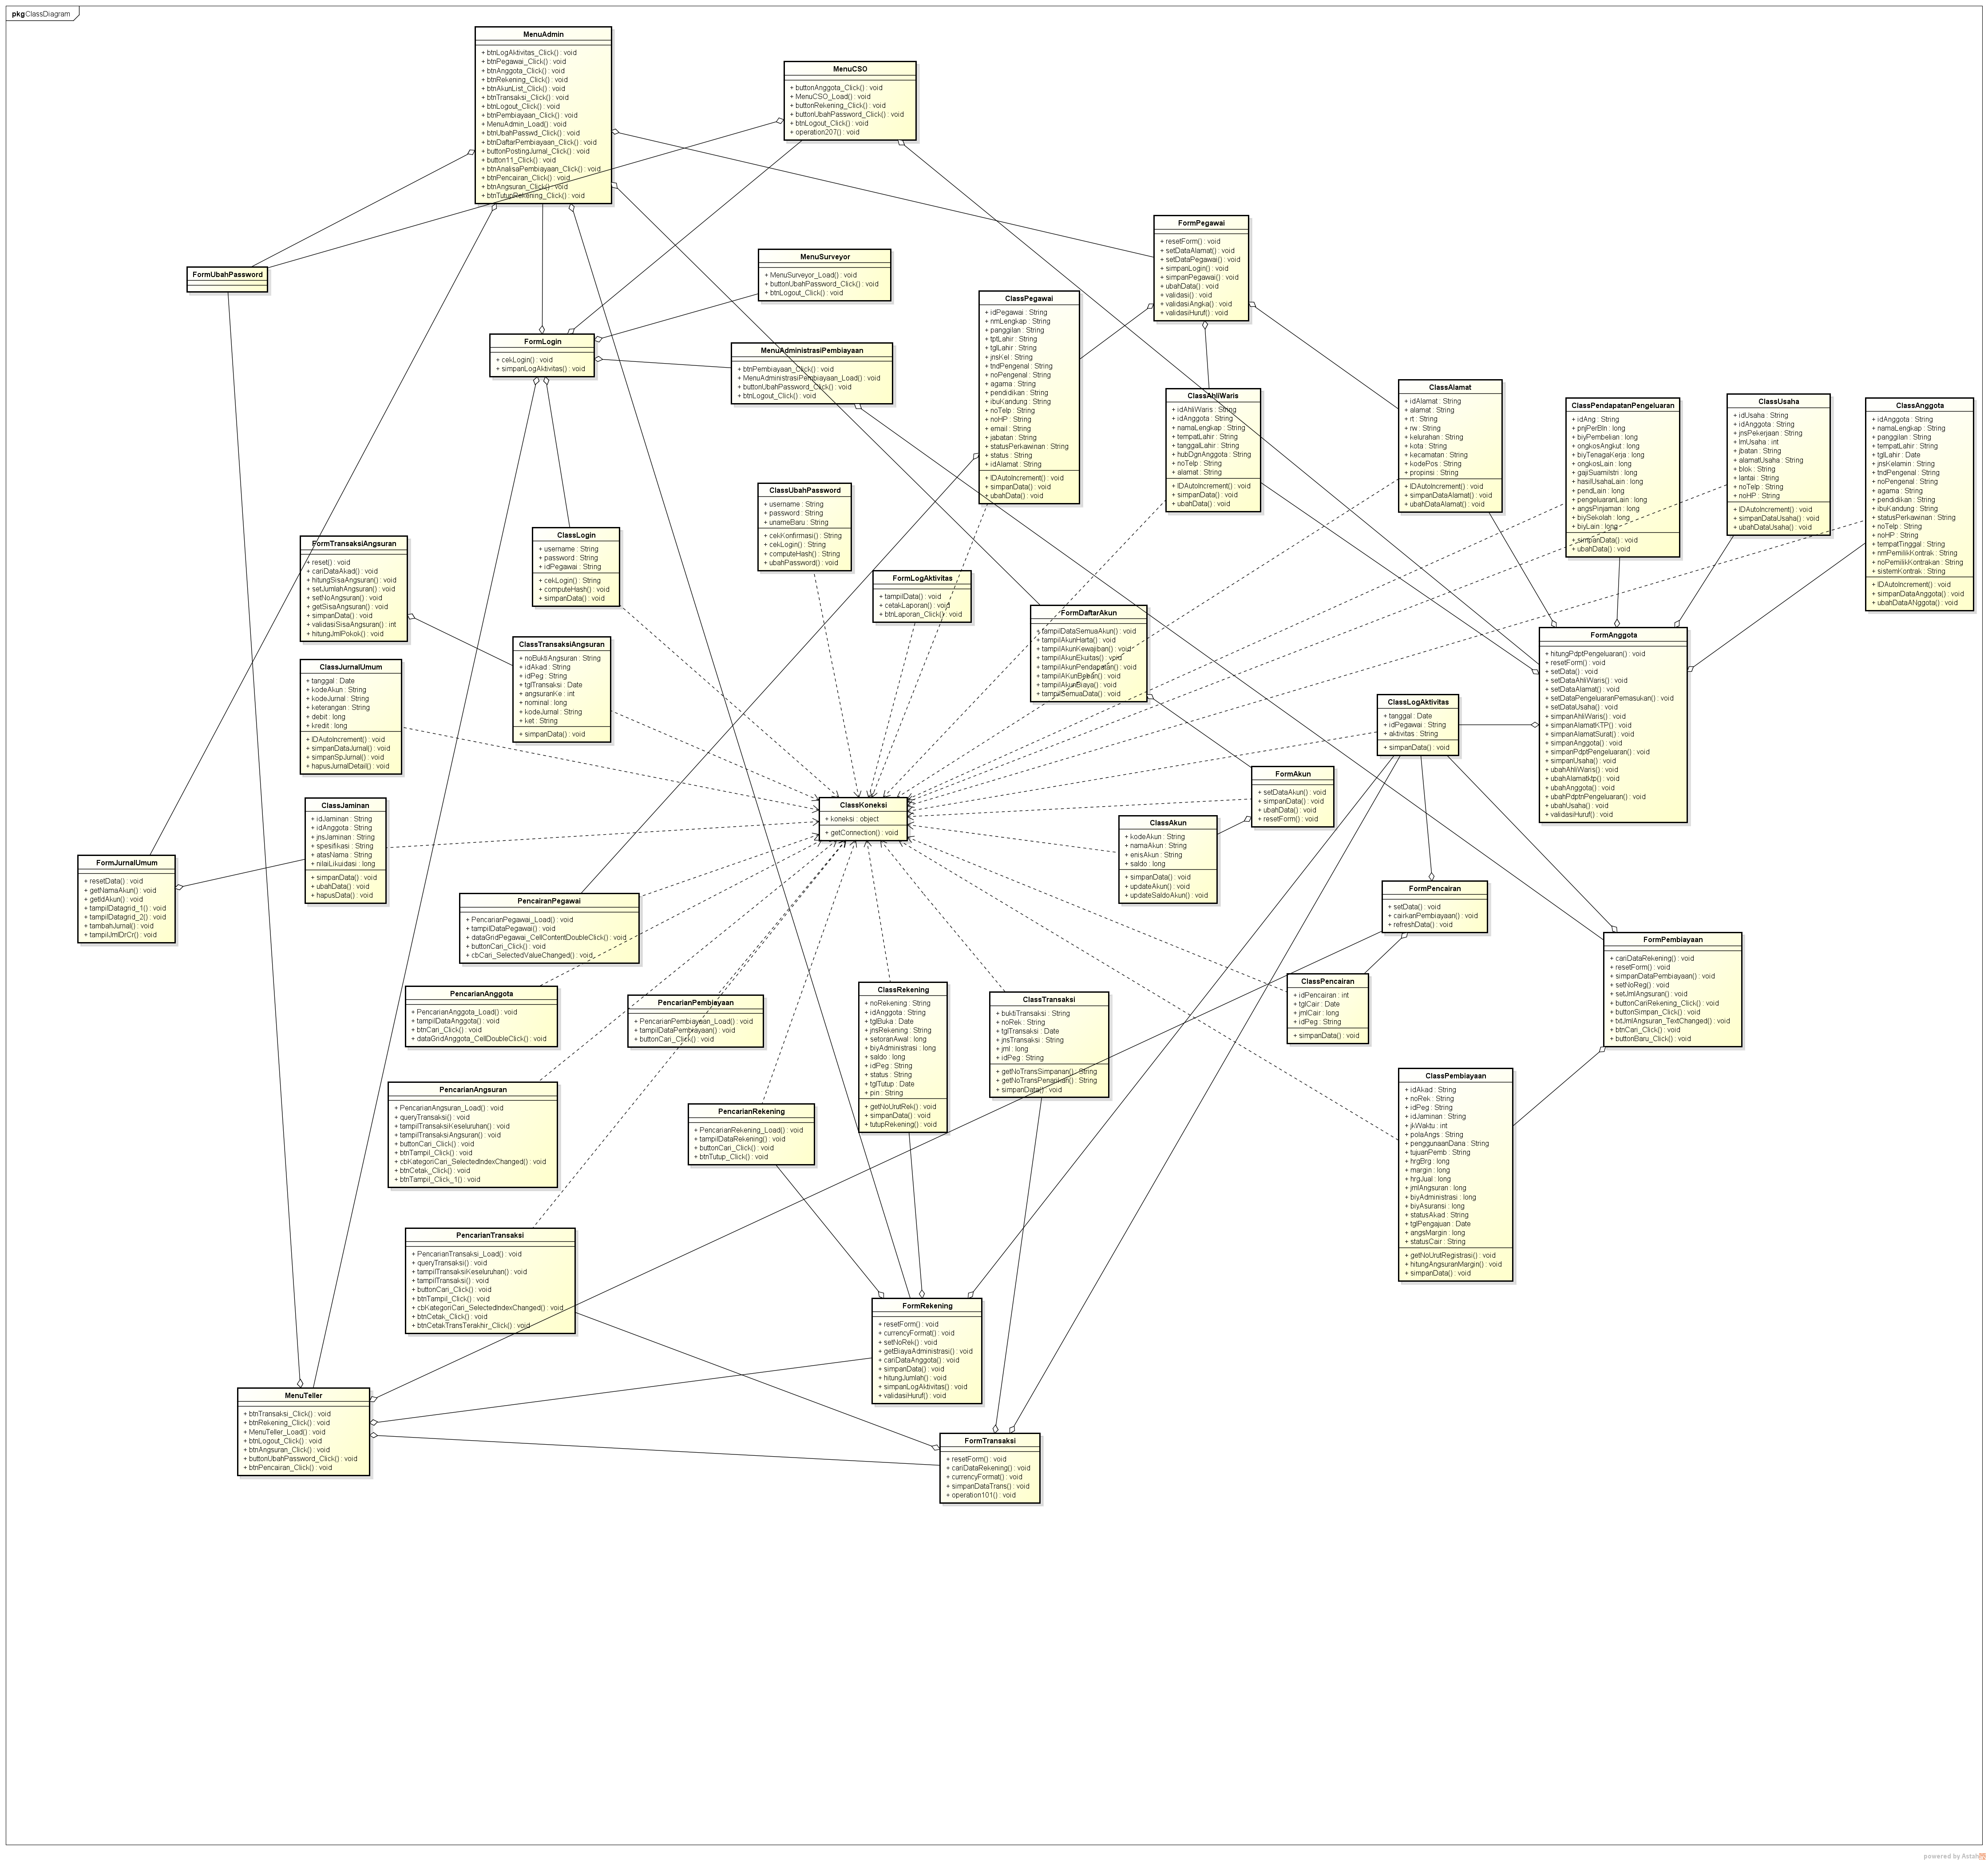 pkg ClassDiagram
MenuAdmin
+ btnLogAktivitas_Click() : void
+ btnPegawai_Click() : void
+ btnAnggota_Click() : void
+ btnRekening_Click() : void
+ btnAkunList_Click() : void
+ btnTransaksi_Click() : void
+ btnLogout_Click() : void
+ btnPembiayaan_Click() : void
+ MenuAdmin_Load() : void
+ btnUbahPasswd_Click() : void
+ btnDaftarPembiayaan_Click() : void
+ buttonPostingJurnal_Click() : void
+ button11_Click() : void
+ btnAnalisaPembiayaan_Click() : void
+ btnPencairan_Click() : void
+ btnAngsuran_Click() : void
+ btnTutupRekening_Click() : void
MenuCSO
+ buttonAnggota_Click() : void
+ MenuCSO_Load() : void
+ buttonRekening_Click() : void
+ buttonUbahPassword_Click() : void
+ btnLogout_Click() : void
+ operation207() : void
FormPegawai
+ resetForm() : void
+ setDataAlamat() : void
+ setDataPegawai() : void
+ simpanLogin() : void
+ simpanPegawai() : void
+ ubahData() : void
+ validasi() : void
+ validasiAngka() : void
+ validasiHuruf() : void
FormUbahPassword
MenuSurveyor
+ MenuSurveyor_Load() : void
+ buttonUbahPassword_Click() : void
+ btnLogout_Click() : void
ClassPegawai
+ idPegawai : String
+ nmLengkap : String
+ panggilan : String
+ tptLahir : String
+ tglLahir : String
+ jnsKel : String
+ tndPengenal : String
+ noPengenal : String
+ agama : String
+ pendidikan : String
+ ibuKandung : String
+ noTelp : String
+ noHP : String
+ email : String
+ jabatan : String
+ statusPerkawinan : String
+ status : String
+ idAlamat : String
+ IDAutoIncrement() : void
+ simpanData() : void
+ ubahData() : void
FormLogin
+ cekLogin() : void
+ simpanLogAktivitas() : void
MenuAdministrasiPembiayaan
+ btnPembiayaan_Click() : void
+ MenuAdministrasiPembiayaan_Load() : void
+ buttonUbahPassword_Click() : void
+ btnLogout_Click() : void
ClassAhliWaris
+ idAhliWaris : String
+ idAnggota : String
+ namaLengkap : String
+ tempatLahir : String
+ tanggalLahir : String
+ hubDgnAnggota : String
+ noTelp : String
+ alamat : String
+ IDAutoIncrement() : void
+ simpanData() : void
+ ubahData() : void
ClassAlamat
+ idAlamat : String
+ alamat : String
+ rt : String
+ rw : String
+ kelurahan : String
+ kota : String
+ kecamatan : String
+ kodePos : String
+ propinsi : String
+ IDAutoIncrement() : void
+ simpanDataAlamat() : void
+ ubahDataAlamat() : void
ClassPendapatanPengeluaran
+ idAng : String
+ pnjPerBln : long
+ biyPembelian : long
+ ongkosAngkut : long
+ biyTenagaKerja : long
+ ongkosLain : long
+ gajiSuamiIstri : long
+ hasilUsahaLain : long
+ pendLain : long
+ pengeluaranLain : long
+ angsPinjaman : long
+ biySekolah : long
+ biyLain : long
+ simpanData() : void
+ ubahData() : void
ClassUsaha
+ idUsaha : String
+ idAnggota : String
+ jnsPekerjaan : String
+ lmUsaha : int
+ jbatan : String
+ alamatUsaha : String
+ blok : String
+ lantai : String
+ noTelp : String
+ noHP : String
+ IDAutoIncrement() : void
+ simpanDataUsaha() : void
+ ubahDataUsaha() : void
ClassAnggota
+ idAnggota : String
+ namaLengkap : String
+ panggilan : String
+ tempatLahir : String
+ tglLahir : Date
+ jnsKelamin : String
+ tndPengenal : String
+ noPengenal : String
+ agama : String
+ pendidikan : String
+ ibuKandung : String
+ statusPerkawinan : String
+ noTelp : String
+ noHP : String
+ tempatTinggal : String
+ nmPemilikKontrak : String
+ noPemilikKontrakan : String
+ sistemKontrak : String
+ IDAutoIncrement() : void
+ simpanDataAnggota() : void
+ ubahDataANggota() : void
ClassUbahPassword
+ username : String
+ password : String
+ unameBaru : String
+ cekKonfirmasi() : String
+ cekLogin() : String
+ computeHash() : String
+ ubahPassword() : void
ClassLogin
+ username : String
+ password : String
+ idPegawai : String
+ cekLogin() : String
+ computeHash() : String
+ simpanData() : void
FormTransaksiAngsuran
+ reset() : void
+ cariDataAkad() : void
+ hitungSisaAngsuran() : void
+ setJumlahAngsuran() : void
+ setNoAngsuran() : void
+ getSisaAngsuran() : void
+ simpanData() : void
+ validasiSisaAngsuran() : int
+ hitungJmlPokok() : void
FormLogAktivitas
+ tampilData() : void
+ cetakLaporan() : void
+ btnLaporan_Click() : void
FormDaftarAkun
+ tampilDataSemuaAkun() : void
+ tampilAkunHarta() : void
+ tampilAkunKewajiban() : void
+ tampilAkunEkuitas() : void
+ tampilAkunPendapatan() : void
+ tampilAKunBeban() : void
+ tampilAkunBiaya() : void
+ tampilSemuaData() : void
FormAnggota
+ hitungPdptPengeluaran() : void
+ resetForm() : void
+ setData() : void
+ setDataAhliWaris() : void
+ setDataAlamat() : void
+ setDataPengeluaranPemasukan() : void
+ setDataUsaha() : void
+ simpanAhliWaris() : void
+ simpanAlamatKTP() : void
+ simpanAlamatSurat() : void
+ simpanAnggota() : void
+ simpanPdptPengeluaran() : void
+ simpanUsaha() : void
+ ubahAhliWaris() : void
+ ubahAlamatktp() : void
+ ubahAnggota() : void
+ ubahPdptnPengeluaran() : void
+ ubahUsaha() : void
+ validasiHuruf() : void
ClassTransaksiAngsuran
+ noBuktiAngsuran : String
+ idAkad : String
+ idPeg : String
+ tglTransaksi : Date
+ angsuranKe : int
+ nominal : long
+ kodeJurnal : String
+ ket : String
+ simpanData() : void
ClassJurnalUmum
+ tanggal : Date
+ kodeAkun : String
+ kodeJurnal : String
+ keterangan : String
+ debit : long
+ kredit : long
+ IDAutoIncrement() : void
+ simpanDataJurnal() : void
+ simpanSpJurnal() : void
+ hapusJurnalDetail() : void
ClassLogAktivitas
+ tanggal : Date
+ idPegawai : String
+ aktivitas : String
+ simpanData() : void
FormAkun
+ setDataAkun() : void
+ simpanData() : void
+ ubahData() : void
+ resetForm() : void
ClassKoneksi
+ koneksi : object
+ getConnection() : void
ClassAkun
+ kodeAkun : String
+ namaAkun : String
+ enisAkun : String
+ saldo : long
+ simpanData() : void
+ updateAkun() : void
+ updateSaldoAkun() : void
ClassJaminan
+ idJaminan : String
+ idAnggota : String
+ jnsJaminan : String
+ spesifikasi : String
+ atasNama : String
+ nilaiLikuidasi : long
+ simpanData() : void
+ ubahData() : void
+ hapusData() : void
FormJurnalUmum
+ resetData() : void
+ getNamaAkun() : void
+ getIdAkun() : void
+ tampilDatagrid_1() : void
+ tampilDatagrid_2() : void
+ tambahJurnal() : void
+ tampilJmlDrCr() : void
PencairanPegawai
+ PencarianPegawai_Load() : void
+ tampilDataPegawai() : void
+ dataGridPegawai_CellContentDoubleClick() : void
+ buttonCari_Click() : void
+ cbCari_SelectedValueChanged() : void
FormPencairan
+ setData() : void
+ cairkanPembiayaan() : void
+ refreshData() : void
FormPembiayaan
+ cariDataRekening() : void
+ resetForm() : void
+ simpanDataPembiayaan() : void
+ setNoReg() : void
+ setJmlAngsuran() : void
+ buttonCariRekening_Click() : void
+ buttonSimpan_Click() : void
+ txtJmlAngsuran_TextChanged() : void
+ btnCari_Click() : void
+ buttonBaru_Click() : void
PencarianAnggota
+ PencarianAnggota_Load() : void
+ tampilDataAnggota() : void
+ btnCari_Click() : void
+ dataGridAnggota_CellDoubleClick() : void
PencarianPembiayaan
+ PencarianPembiayaan_Load() : void
+ tampilDataPembiayaan() : void
+ buttonCari_Click() : void
ClassRekening
+ noRekening : String
+ idAnggota : String
+ tglBuka : Date
+ jnsRekening : String
+ setoranAwal : long
+ biyAdministrasi : long
+ saldo : long
+ idPeg : String
+ status : String
+ tglTutup : Date
+ pin : String
+ getNoUrutRek() : void
+ simpanData() : void
+ tutupRekening() : void
ClassTransaksi
+ buktiTransaksi : String
+ noRek : String
+ tglTransaksi : Date
+ jnsTransaksi : String
+ jml : long
+ idPeg : String
+ getNoTransSimpanan() : String
+ getNoTransPenarikan() : String
+ simpanData() : void
ClassPencairan
+ idPencairan : int
+ tglCair : Date
+ jmlCair : long
+ idPeg : String
+ simpanData() : void
ClassPembiayaan
+ idAkad : String
+ noRek : String
+ idPeg : String
+ idJaminan : String
+ jkWaktu : int
+ polaAngs : String
+ penggunaanDana : String
+ tujuanPemb : String
+ hrgBrg : long
+ margin : long
+ hrgJual : long
+ jmlAngsuran : long
+ biyAdministrasi : long
+ biyAsuransi : long
+ statusAkad : String
+ tglPengajuan : Date
+ angsMargin : long
+ statusCair : String
+ getNoUrutRegistrasi() : void
+ hitungAngsuranMargin() : void
+ simpanData() : void
PencarianAngsuran
+ PencarianAngsuran_Load() : void
+ queryTransaksi() : void
+ tampilTransaksiKeseluruhan() : void
+ tampilTransaksiAngsuran() : void
+ buttonCari_Click() : void
+ btnTampil_Click() : void
+ cbKategoriCari_SelectedIndexChanged() : void
+ btnCetak_Click() : void
+ btnTampil_Click_1() : void
PencarianRekening
+ PencarianRekening_Load() : void
+ tampilDataRekening() : void
+ buttonCari_Click() : void
+ btnTutup_Click() : void
PencarianTransaksi
+ PencarianTransaksi_Load() : void
+ queryTransaksi() : void
+ tampilTransaksiKeseluruhan() : void
+ tampilTransaksi() : void
+ buttonCari_Click() : void
+ btnTampil_Click() : void
+ cbKategoriCari_SelectedIndexChanged() : void
+ btnCetak_Click() : void
+ btnCetakTransTerakhir_Click() : void
FormRekening
+ resetForm() : void
+ currencyFormat() : void
+ setNoRek() : void
+ getBiayaAdministrasi() : void
+ cariDataAnggota() : void
+ simpanData() : void
+ hitungJumlah() : void
+ simpanLogAktivitas() : void
+ validasiHuruf() : void
MenuTeller
+ btnTransaksi_Click() : void
+ btnRekening_Click() : void
+ MenuTeller_Load() : void
+ btnLogout_Click() : void
+ btnAngsuran_Click() : void
+ buttonUbahPassword_Click() : void
+ btnPencairan_Click() : void
FormTransaksi
+ resetForm() : void
+ cariDataRekening() : void
+ currencyFormat() : void
+ simpanDataTrans() : void
+ operation101() : void
powered by Astah